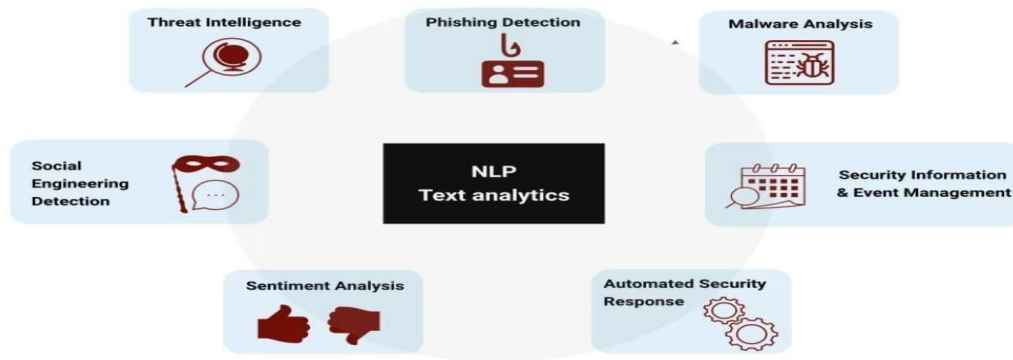 Threat Intelligence
Phishing Detection
Malware Analysis
Social
Engineering
Detection
NLP
Text analytics
Security Information
& Event Management
Sentiment Analysis
Automated Security
Response